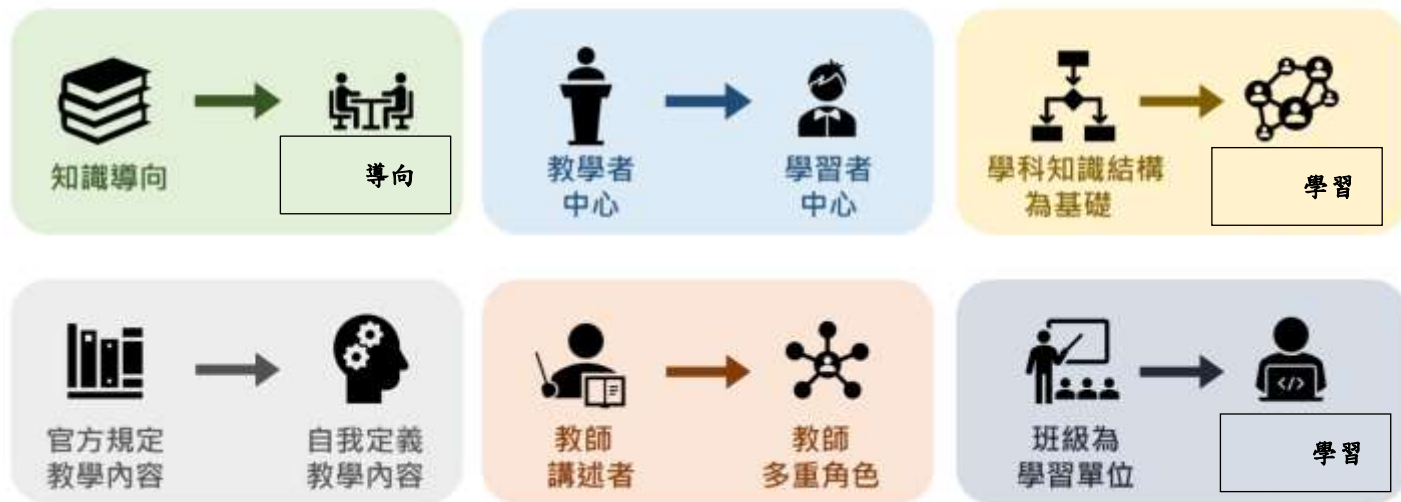 知識導向
導向
教學者
中心
學習者
中心
學科知識結構
為基礎
學習
官方規定
教學內容
自我定義
教學內容
教師
講述者
教師
多重角色
班級為
學習單位
</>
學習